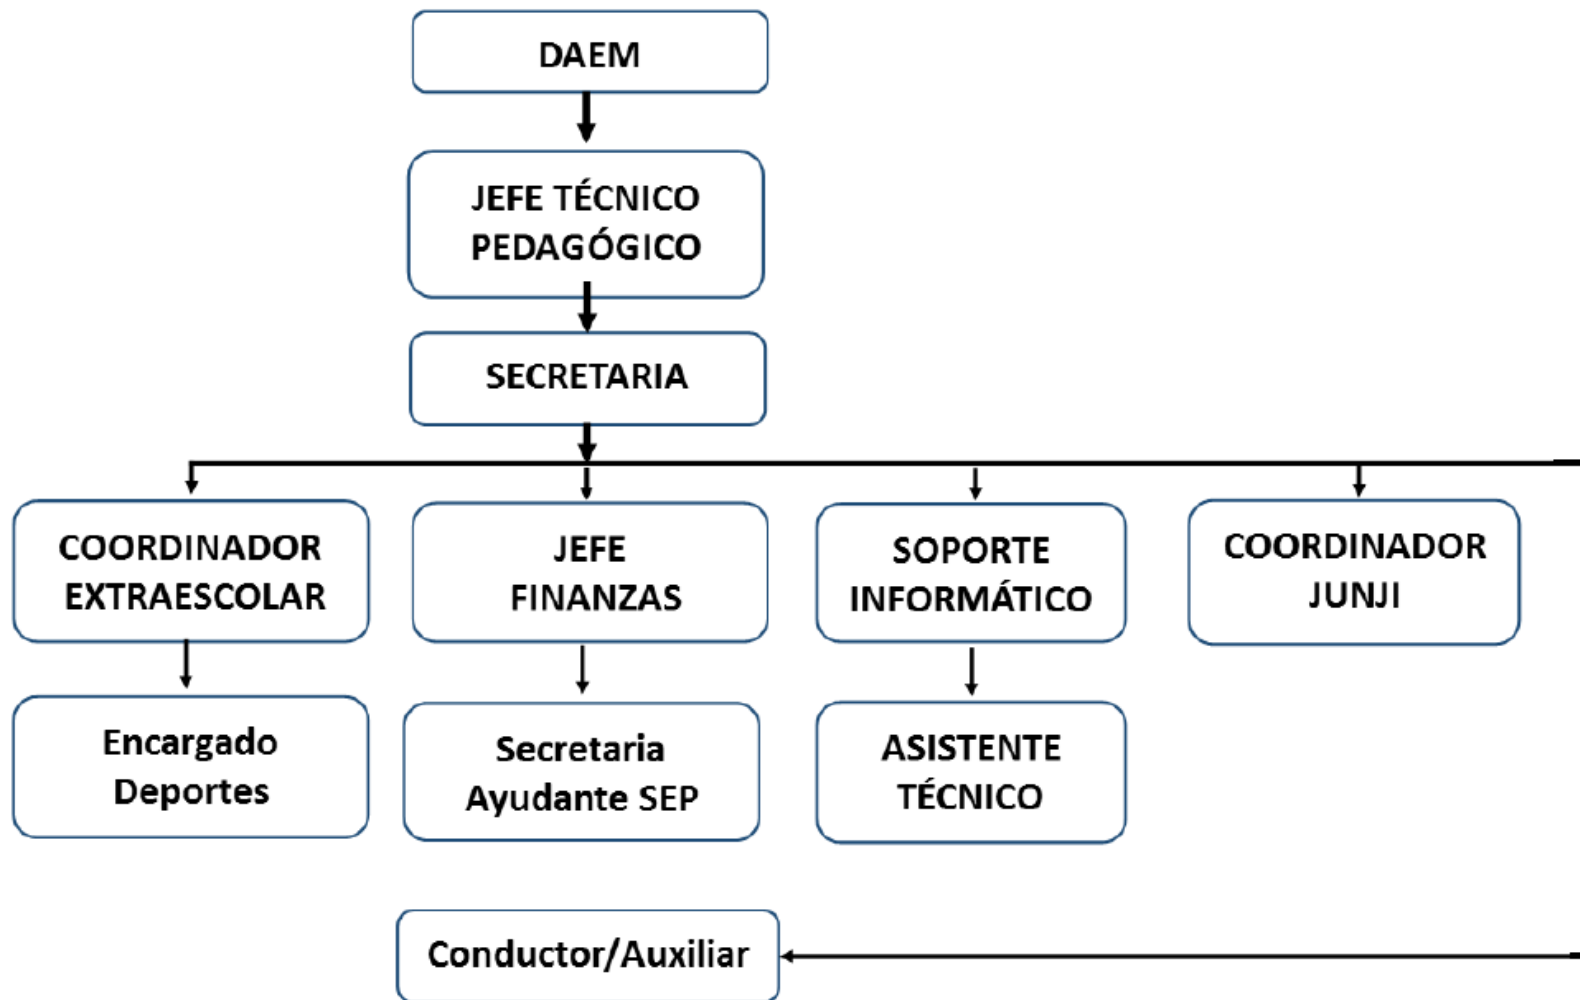 DAEM
JEFE TÉCNICO
PEDAGÓGICO
SECRETARIA
COORDINADOR
EXTRAESCOLAR
JEFE
FINANZAS
SOPORTE
INFORMÁTICO
COORDINADOR
JUNJI
Encargado
Deportes
Secretaria
Ayudante SEP
ASISTENTE
TÉCNICO
Conductor/Auxiliar